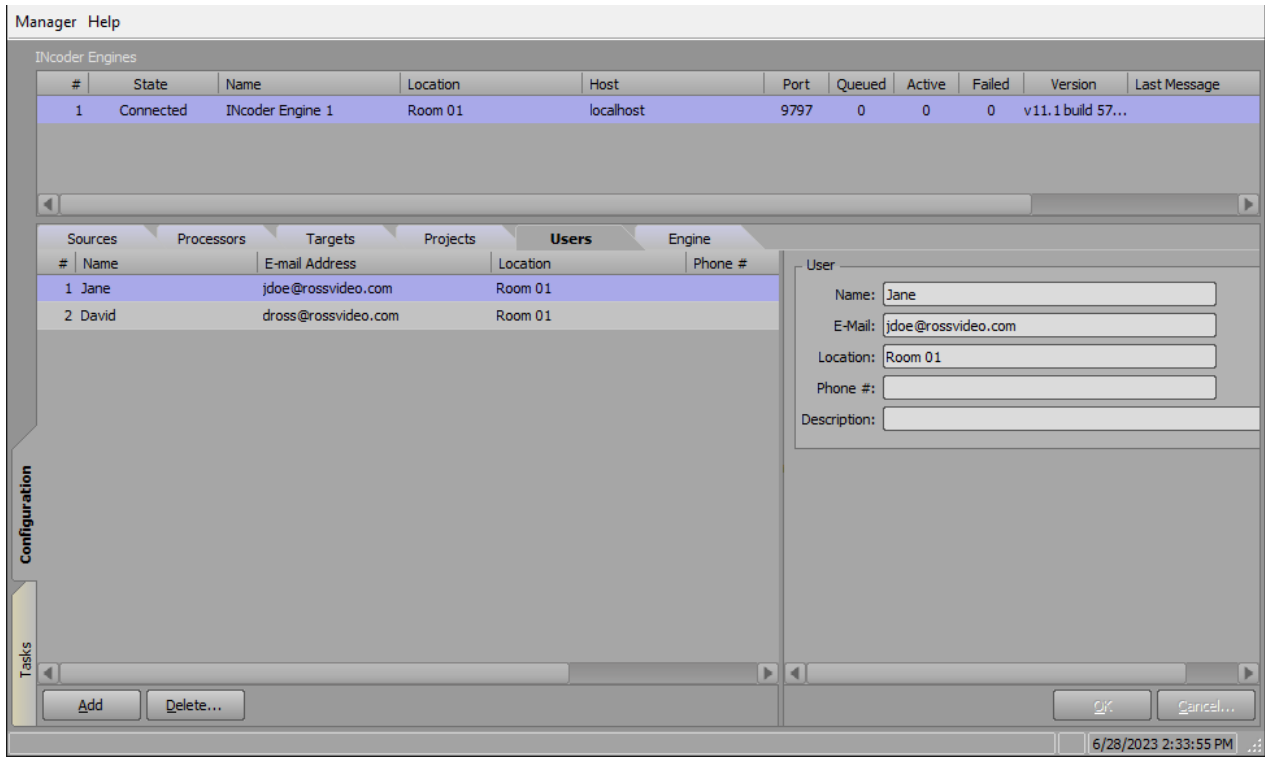 Manager Help
INcoder Engines
# State Name Location Host Port Queued Active Failed Version Last Message
1 Connected INcoder Engine 1 Room 01 localhost 9797 0 0 0 v11.1 build 57...
Sources Processors Targets Projects Users Engine
# Name E-mail Address Location Phone #
1 Jane jdoe@rossvideo.com Room 01
2 David dross@rossvideo.com Room 01
User
Name: Jane
E-Mail: jdoe@rossvideo.com
Location: Room 01
Phone #:
Description:
Configuration
Tasks
Add Delete...
OK Cancel...
6/28/2023 2:33:55 PM